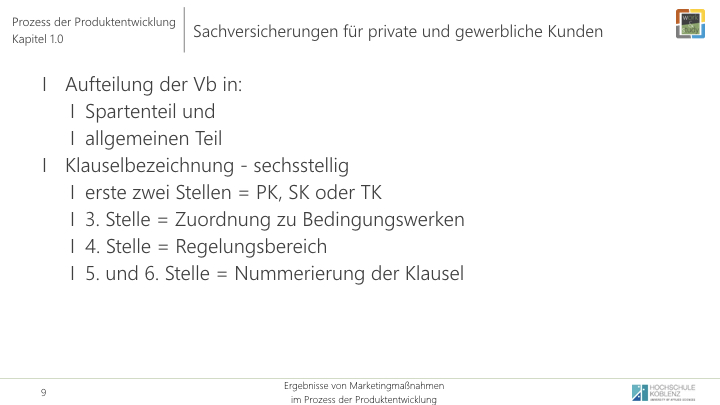 Prozess der Produktentwicklung
Kapitel 1.0
Sachversicherungen für private und gewerbliche Kunden
work
study
l Aufteilung der Vb in:
l Spartenteil und
l allgemeinen Teil
l Klauselbezeichnung - sechsstellig
l erste zwei Stellen = PK, SK oder TK
l 3. Stelle = Zuordnung zu Bedingungswerken
l 4. Stelle = Regelungsbereich
l 5. und 6. Stelle = Nummerierung der Klausel
9
Ergebnisse von Marketingmaßnahmen
im Prozess der Produktentwicklung
HOCHSCHULE
KOBLENZ
UNIVERSITY OF APPLIED SCIENCES